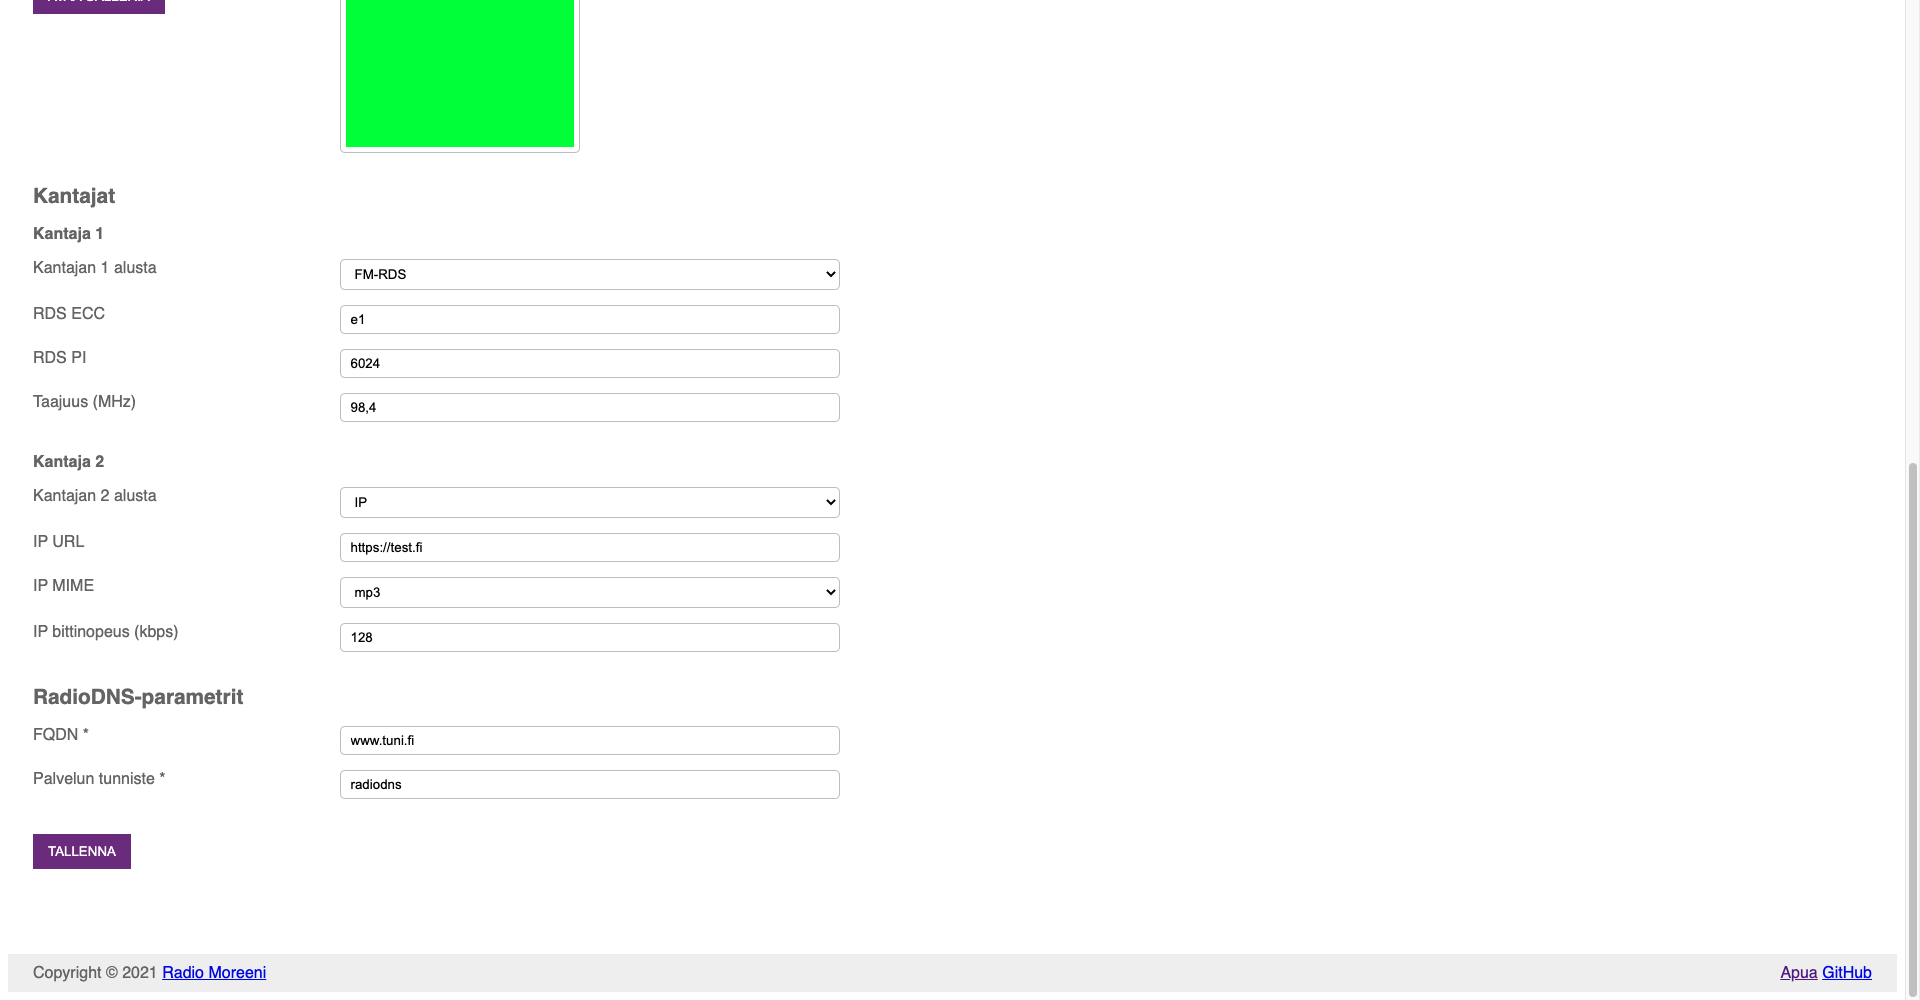 Kantajat
Kantaja 1
Kantajan 1 alusta
FM-RDS
RDS ECC
e1
RDS PI
6024
Taajuus (MHz)
98,4
Kantaja 2
Kantajan 2 alusta
IP
IP URL
https://test.fi
IP MIME
mp3
IP bittinopeus (kbps)
128
RadioDNS-parametrit
FQDN *
www.tuni.fi
Palvelun tunniste *
radiodns
TALLENNA
Copyright © 2021 Radio Moreeni
Apua GitHub